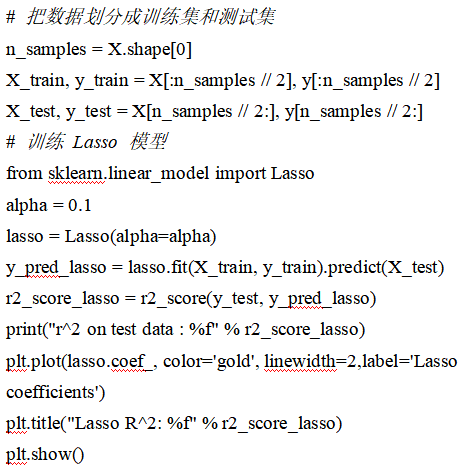 # 把数据划分成训练集和测试集
n_samples = X.shape[0]
X_train, y_train = X[:n_samples // 2], y[:n_samples // 2]
X_test, y_test = X[n_samples // 2:], y[n_samples // 2:]
# 训练 Lasso 模型
from sklearn.linear_model import Lasso
alpha = 0.1
lasso = Lasso(alpha=alpha)
y_pred_lasso = lasso.fit(X_train, y_train).predict(X_test)
r2_score_lasso = r2_score(y_test, y_pred_lasso)
print("r^2 on test data : %f" % r2_score_lasso)
plt.plot(lasso.coef_, color='gold', linewidth=2,label='Lasso
coefficients')
plt.title("Lasso R^2: %f" % r2_score_lasso)
plt.show()